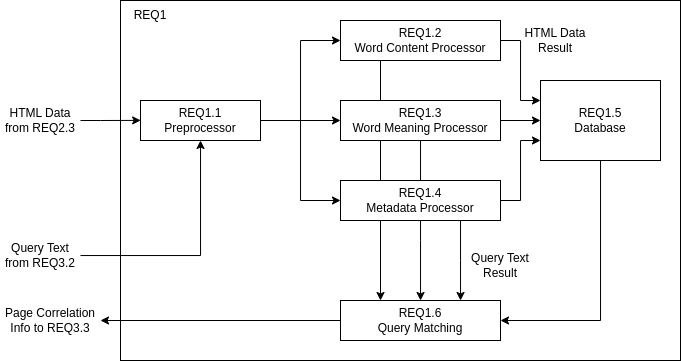 REQ1
REQ1.2
Word Content Processor
HTML Data
Result
HTML Data
from REQ2.3
REQ1.1
Preprocessor
REQ1.3
Word Meaning Processor
REQ1.5
Database
REQ1.4
Metadata Processor
Query Text
from REQ3.2
Query Text
Result
Page Correlation
Info to REQ3.3
REQ1.6
Query Matching